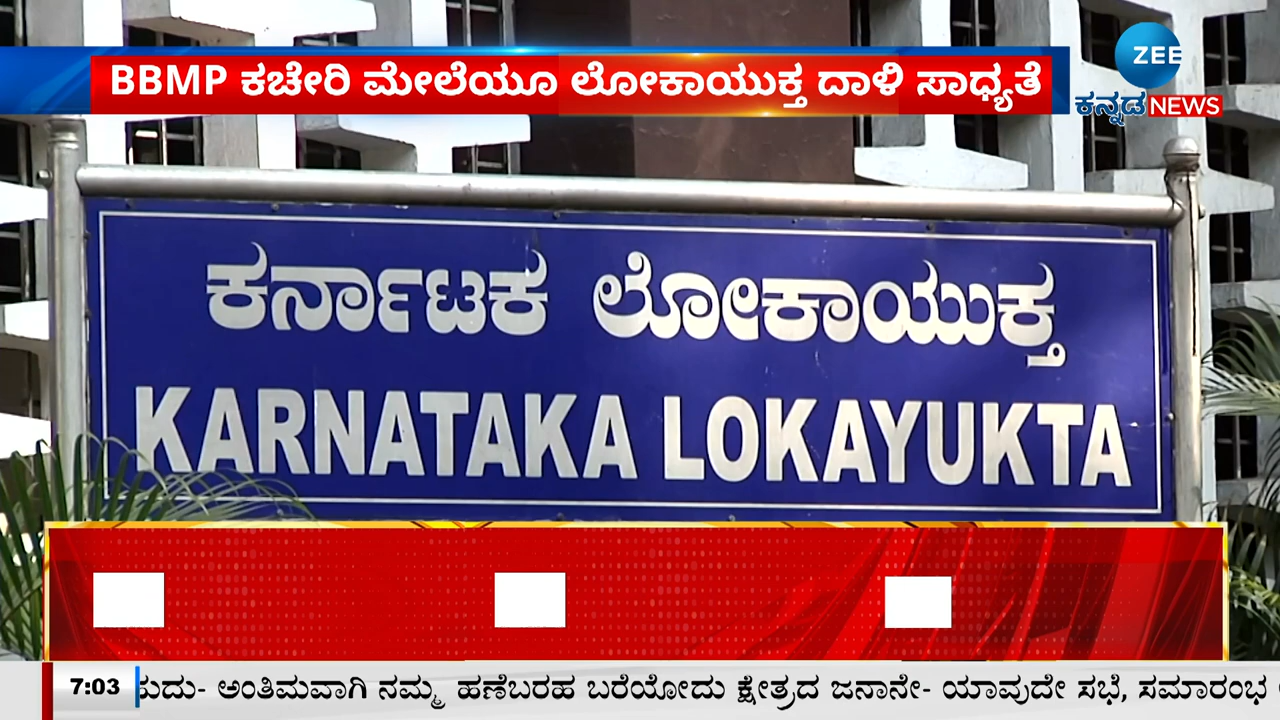 BBMP ಕಚೇರಿ ಮೇಲೆಯೂ ಲೋಕಾಯುಕ್ತ ದಾಳಿ ಸಾಧ್ಯತೆ
ZEE
ಕನ್ನಡ NEWS
ಕರ್ನಾಟಕ ಲೋಕಾಯುಕ್ತ
KARNATAKA LOKAYUKTA
7:03 ಅಂತಿಮವಾಗಿ ನಮ್ಮ ಹಣೆಬರಹ ಬರೆಯೋದು ಕ್ಷೇತ್ರದ ಜನಾನೇ- ಯಾವುದೇ ಸಭೆ, ಸಮಾರಂಭ